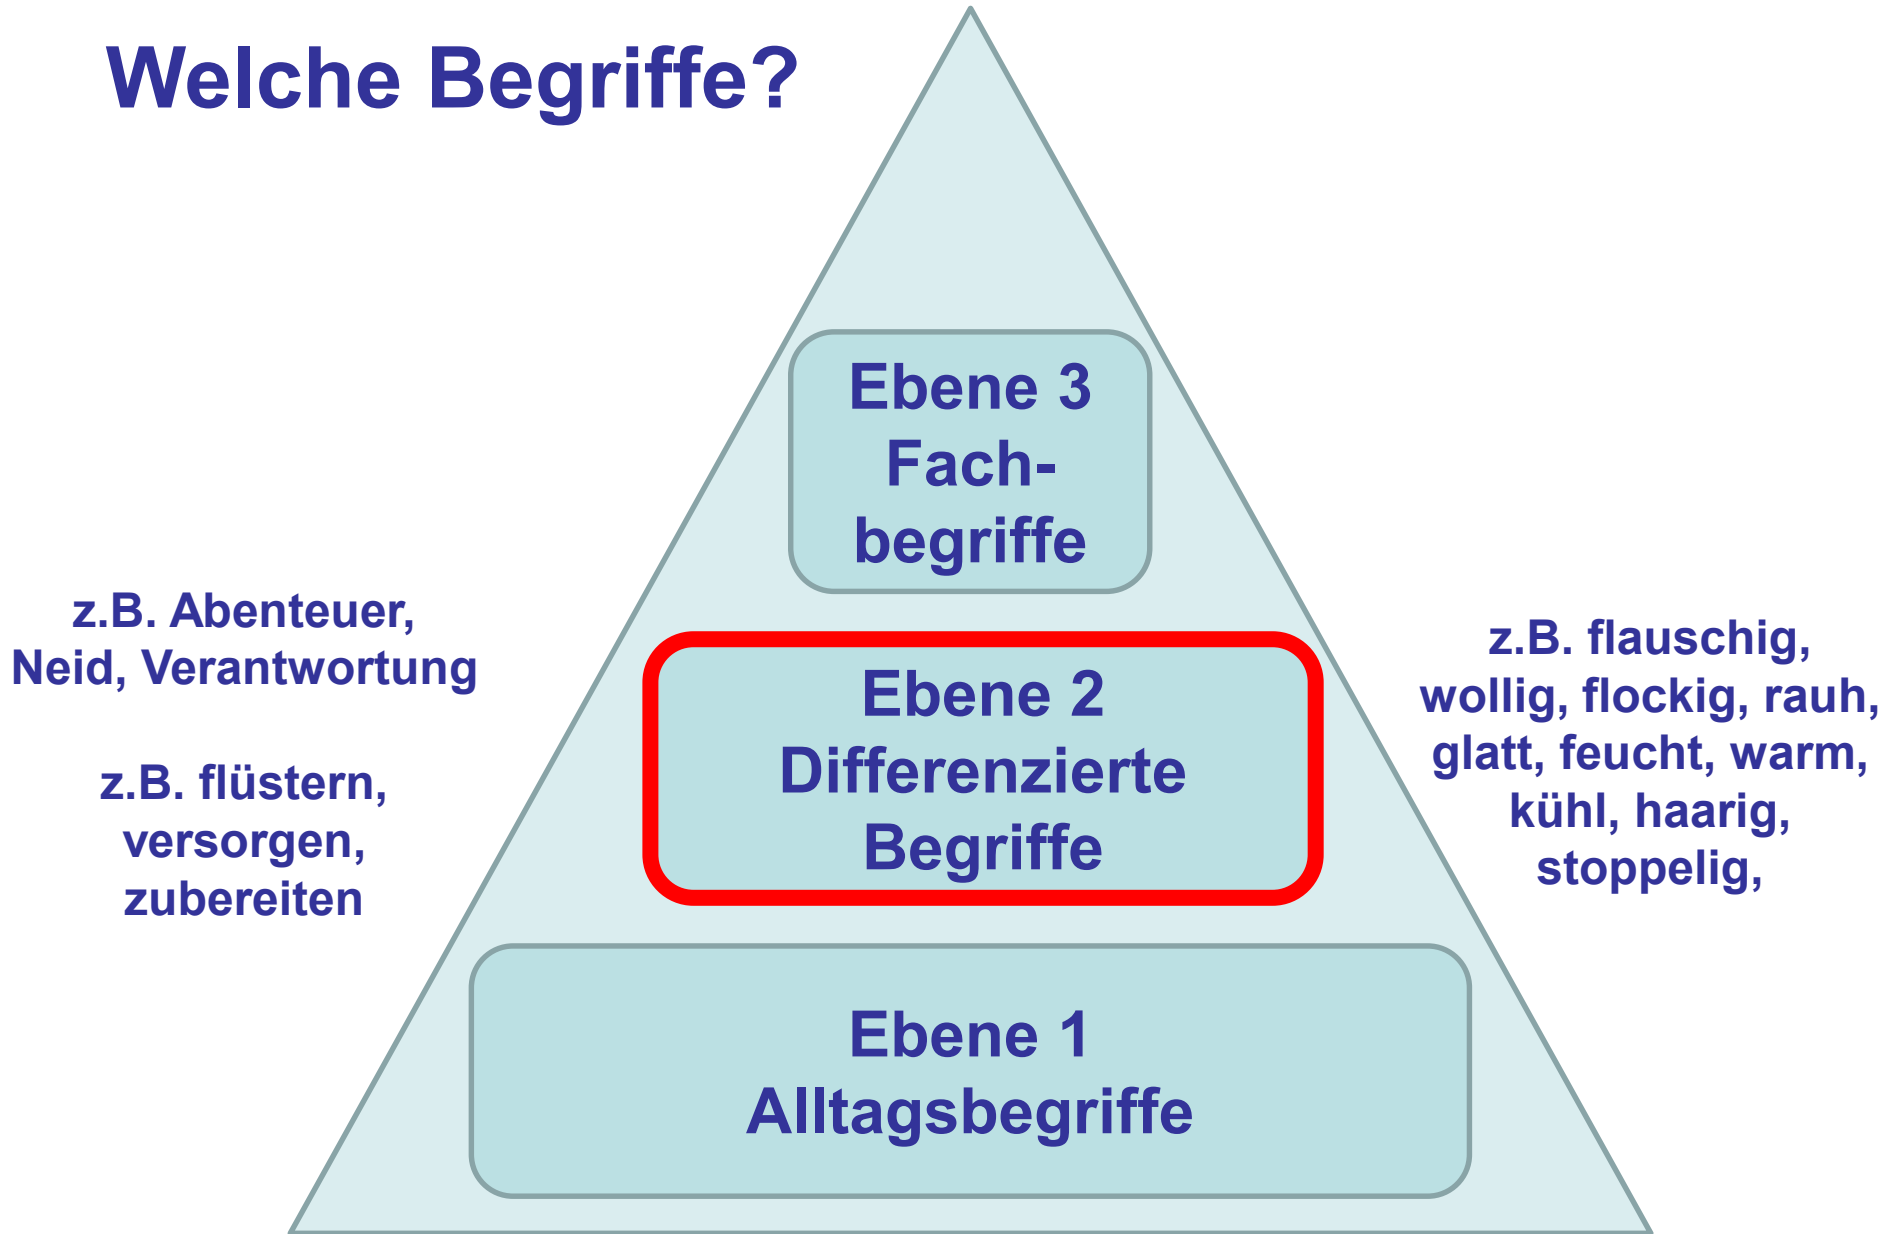 Welche Begriffe?
Ebene 3
Fach-
begriffe
z.B. Abenteuer,
Neid, Verantwortung
z.B. flüstern,
versorgen,
zubereiten
Ebene 2
Differenzierte
Begriffe
z.B. flauschig,
wollig, flockig, rauh,
glatt, feucht, warm,
kühl, haarig,
stoppelig,
Ebene 1
Alltagsbegriffe